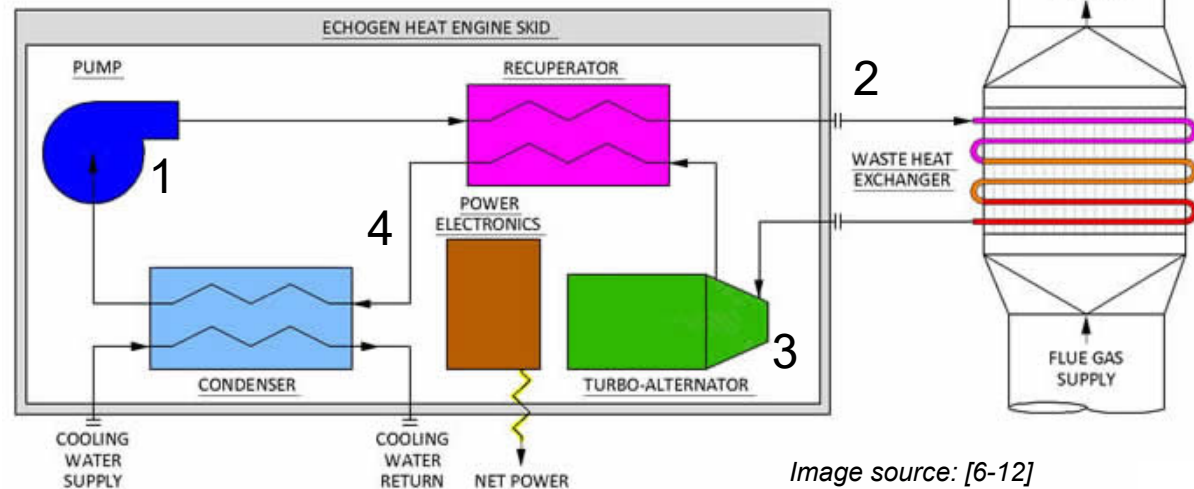 ECHOGEN HEAT ENGINE SKID
PUMP
RECUPERATOR
2
1
WASTE HEAT
EXCHANGER
4
POWER
ELECTRONICS
3
CONDENSER
TURBO-ALTERNATOR
FLUE GAS
SUPPLY
COOLING
WATER
SUPPLY
COOLING
WATER
RETURN
NET POWER
Image source: [6-12]